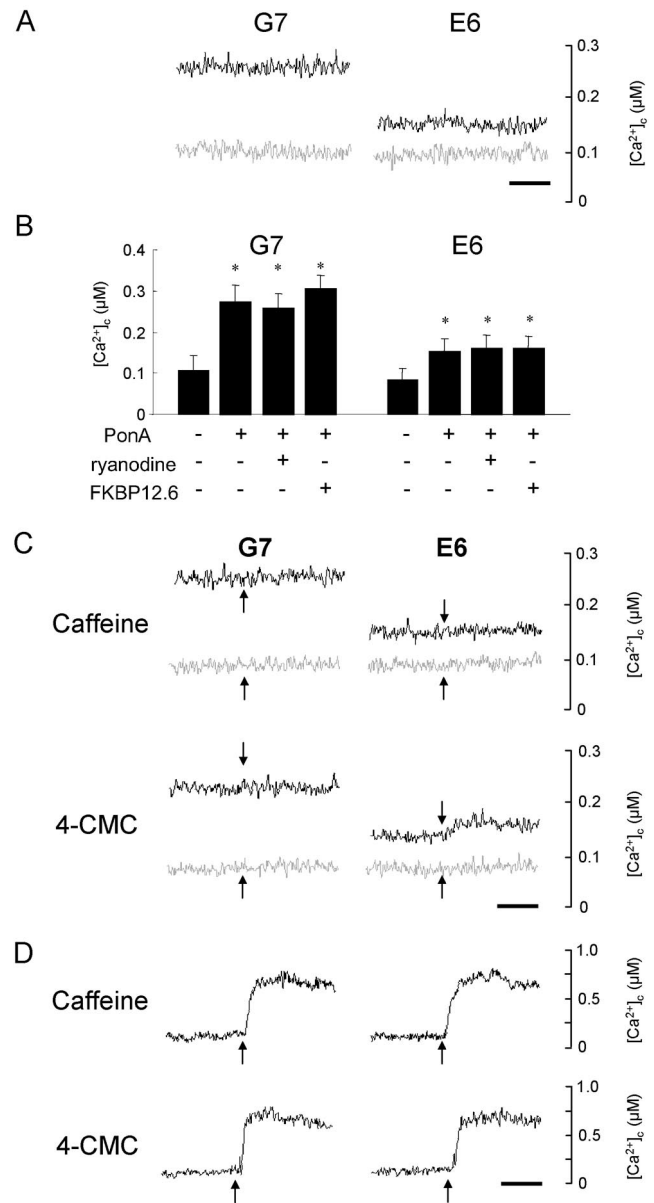 A
G7 E6
0.3
0.2
0.1
0
[Ca²⁺]c (µM)
B
G7 E6
[Ca²⁺]c (µM)
0.4
0.3
0.2
0.1
0
* * * * * *
PonA - + + + - + + +
ryanodine - - + - - - + -
FKBP12.6 - - - + - - - +
C
G7 E6
Caffeine
0.3
0.2
0.1
0
[Ca²⁺]c (µM)
4-CMC
0.3
0.2
0.1
0
[Ca²⁺]c (µM)
D
Caffeine
1.0
0.5
0
[Ca²⁺]c (µM)
4-CMC
1.0
0.5
0
[Ca²⁺]c (µM)